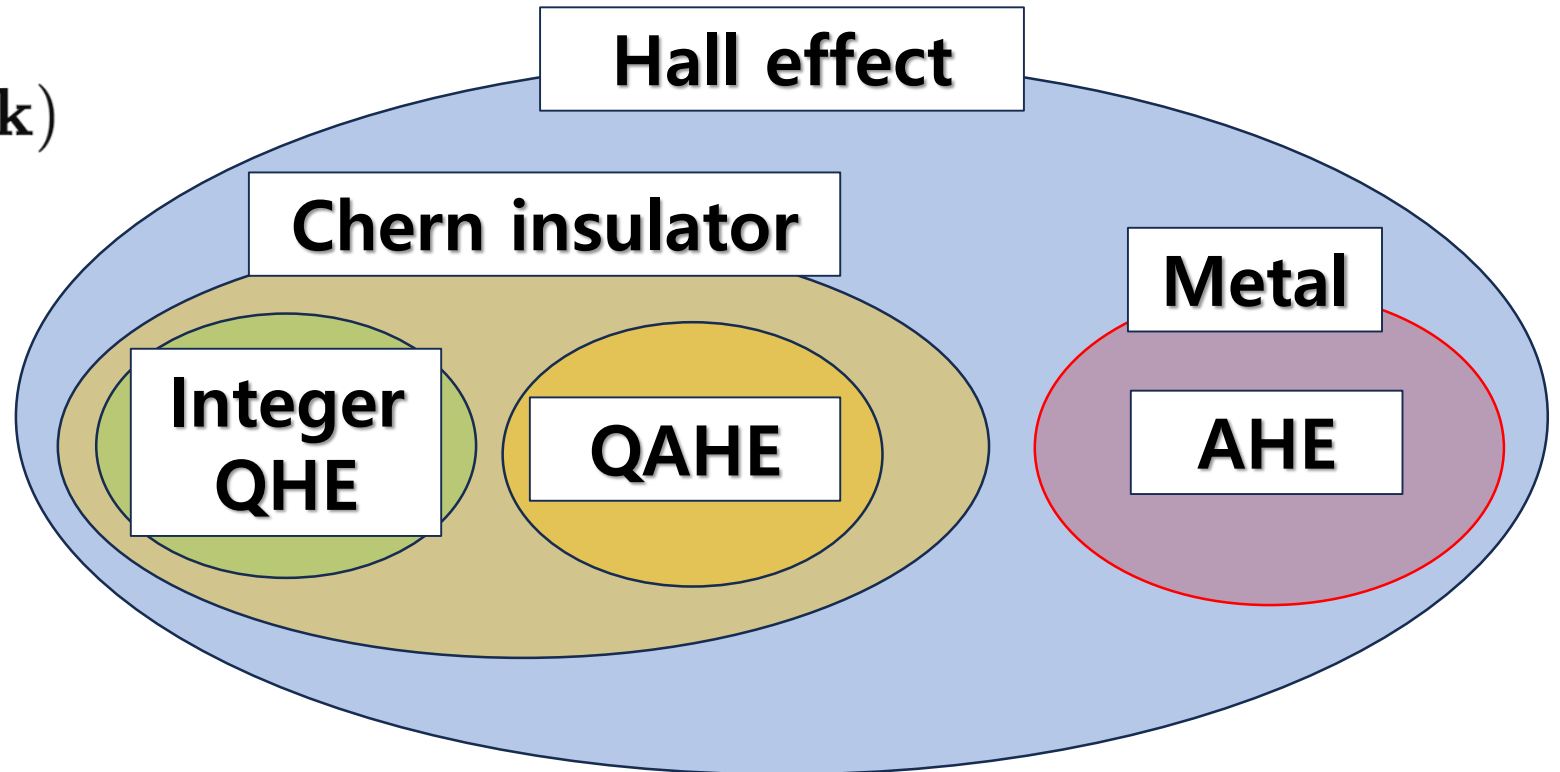 Hall effect
k)
Chern insulator
Metal
Integer
QHE
QAHE
AHE